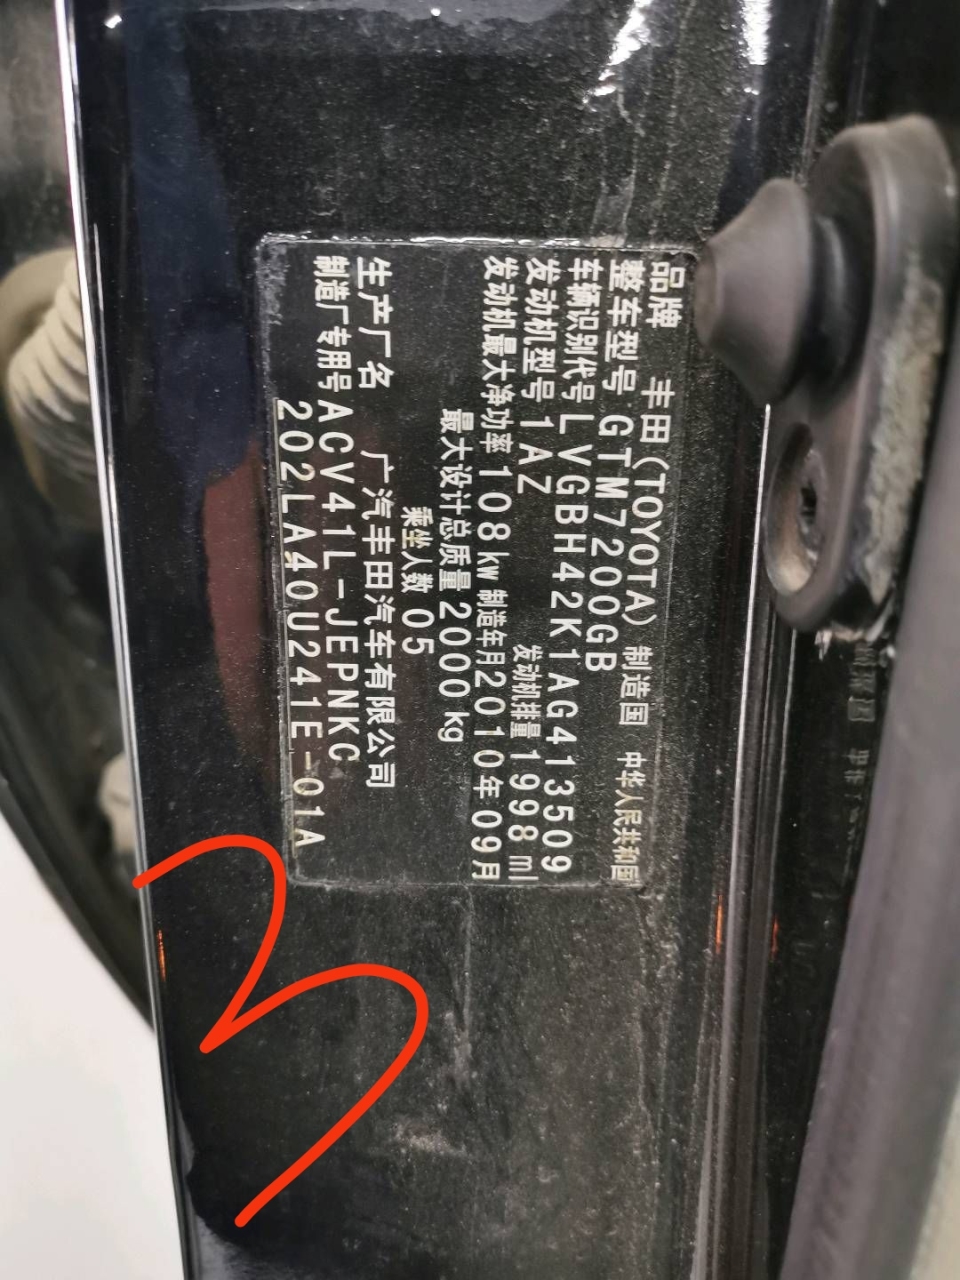 品牌 丰田(TOYOTA) 制造国 中华人民共和国
整车型号 GTM7200GB
车辆识别代号 LVGBH42K1AG413509
发动机型号 1AZ 发动机排量 1998 ml
发动机最大净功率 108 kw 制造年月 2010年09月
最大设计总质量 2000 kg
乘坐人数 05
生产厂名 广汽丰田汽车有限公司
制造厂专用号 ACV41L-JEPNKC
202LA40U241E-01A
3